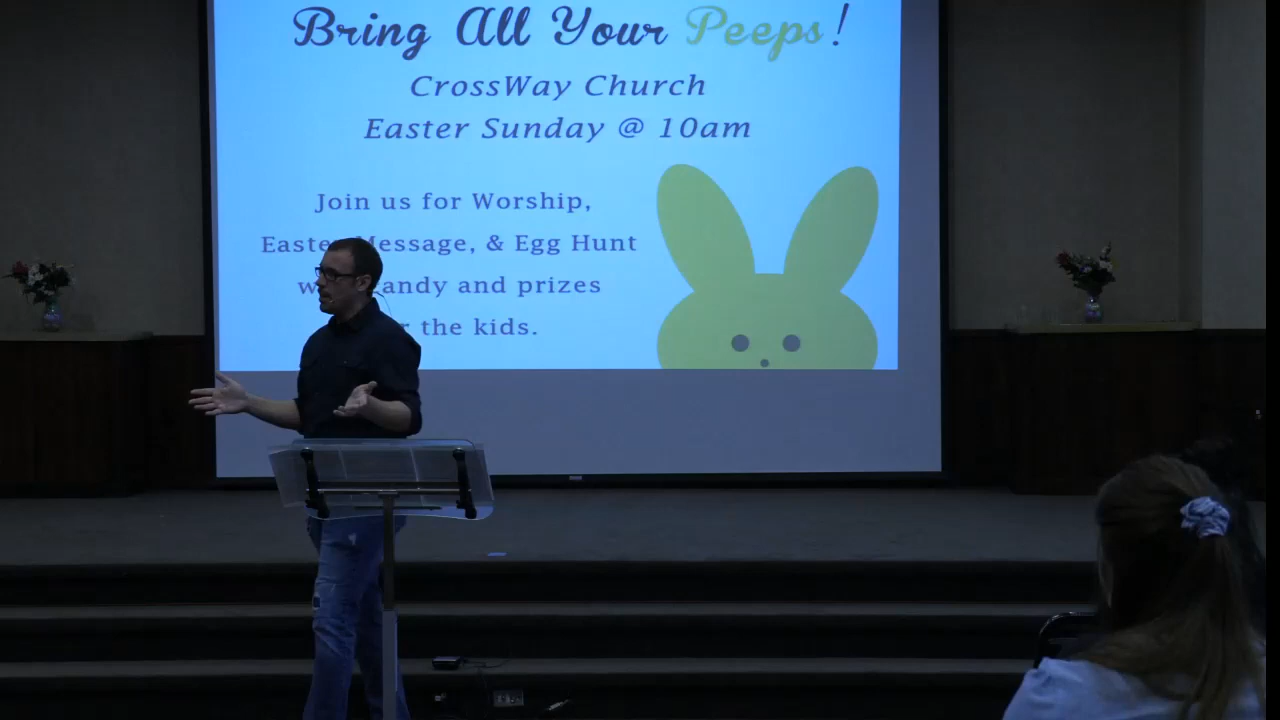 Bring All Your Peeps!
CrossWay Church
Easter Sunday @ 10am
Join us for Worship,
Message, & Egg Hunt
and prizes
the kids.